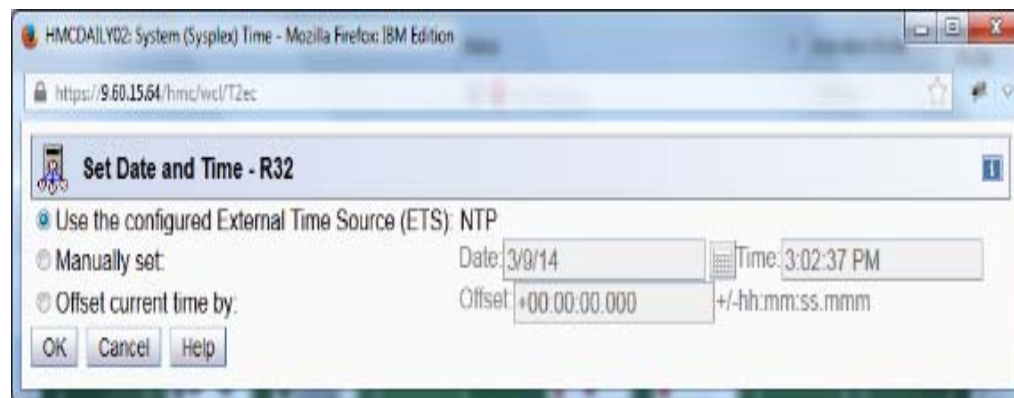 HMCDAILY02: System (Sysplex) Time - Mozilla Firefox: IBM Edition
https://9.60.15.64/hmc/wcl/T2ec
Set Date and Time - R32
Use the configured External Time Source (ETS): NTP
Manually set: Date: 3/9/14 Time: 3:02:37 PM
Offset current time by: Offset: +00:00:00.000 +/-hh:mm:ss.mmm
OK Cancel Help